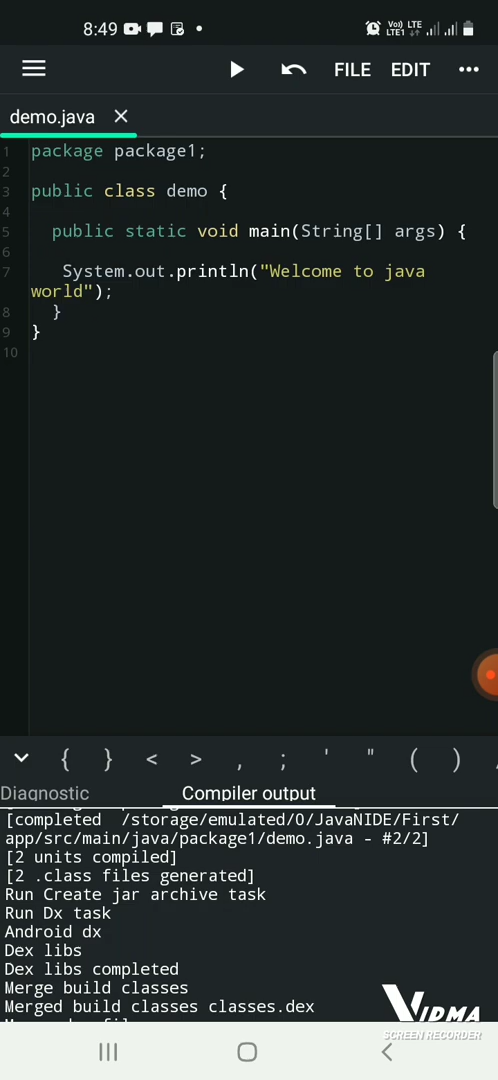 8:49
Vo) LTE
LTE1
FILE EDIT
demo.java
1 package package1;
2
3 public class demo {
4
5 public static void main(String[] args) {
6
7 System.out.println("Welcome to java
world");
8 }
9 }
10
{ } < > , ; ' " ( )
Diagnostic Compiler output
[completed /storage/emulated/0/JavaNIDE/First/
app/src/main/java/package1/demo.java - #2/2]
[2 units compiled]
[2 .class files generated]
Run Create jar archive task
Run Dx task
Android dx
Dex libs
Dex libs completed
Merge build classes
Merged build classes classes.dex
VIDMA
SCREEN RECORDER